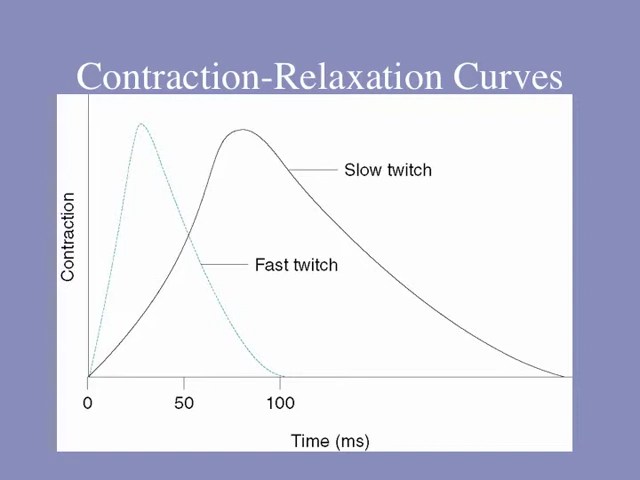 Contraction-Relaxation Curves
Slow twitch
Contraction
Fast twitch
0 50 100
Time (ms)